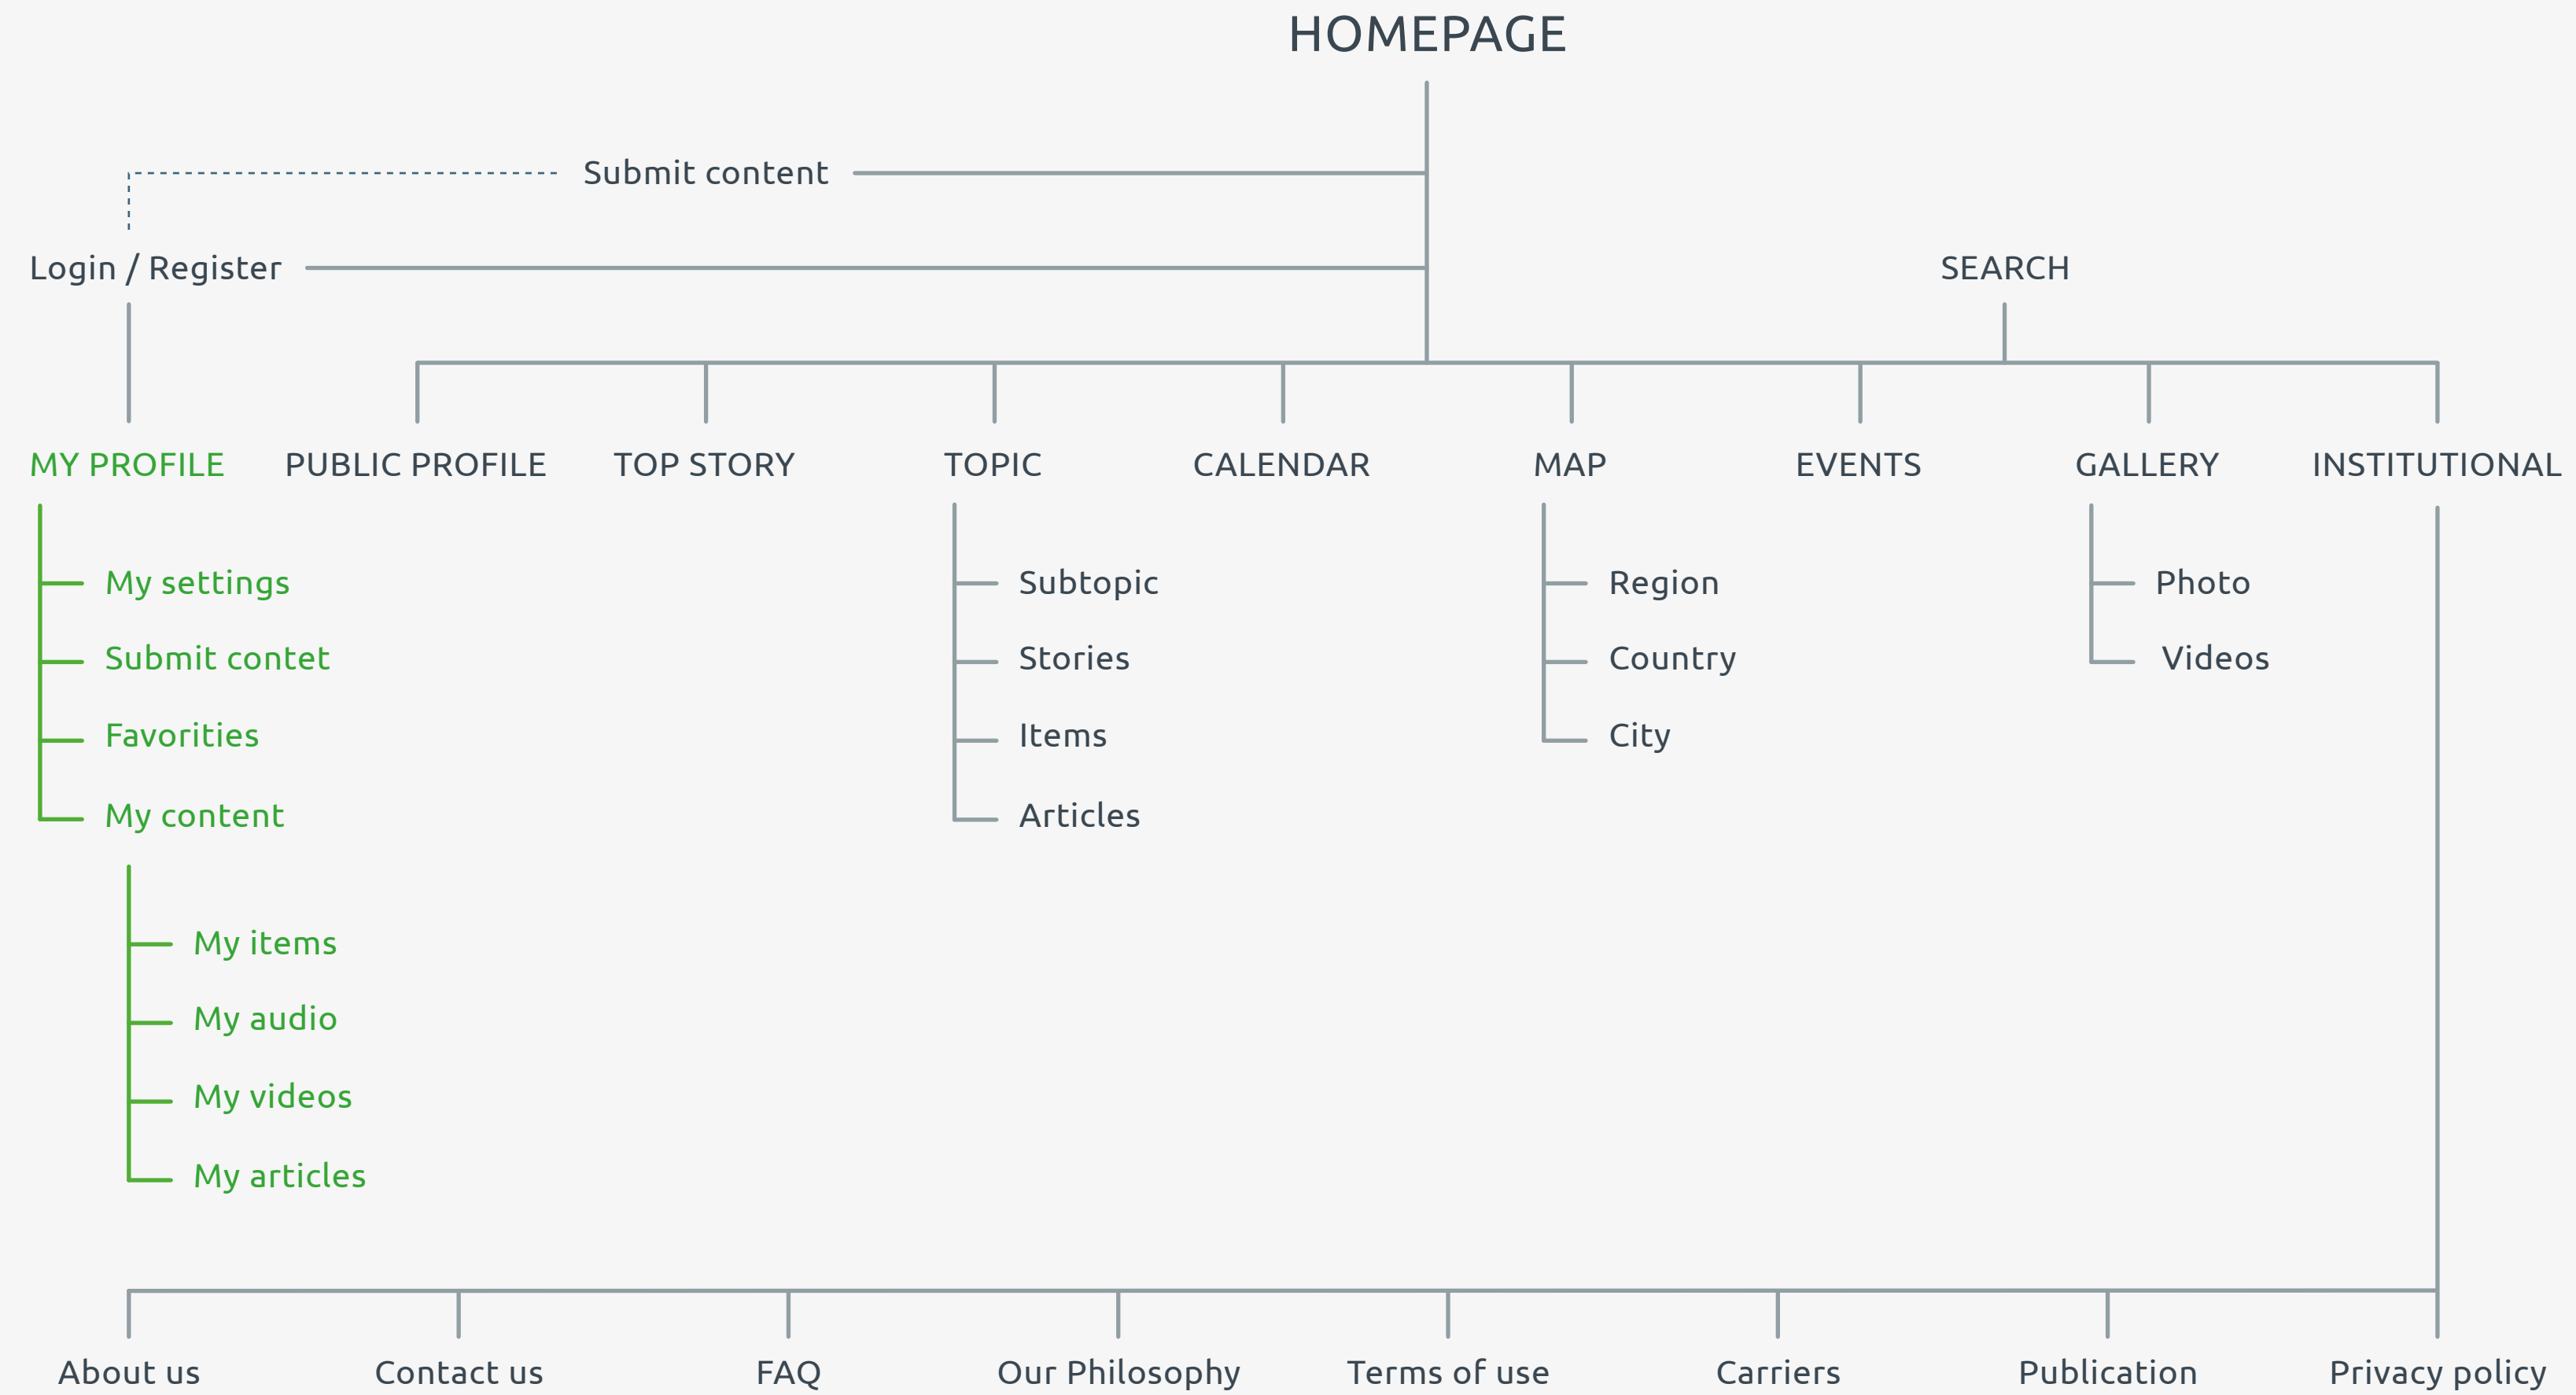 HOMEPAGE
Submit content
Login / Register
SEARCH
MY PROFILE
PUBLIC PROFILE
TOP STORY
TOPIC
CALENDAR
MAP
EVENTS
GALLERY
INSTITUTIONAL
My settings
Submit contet
Favorities
My content
My items
My audio
My videos
My articles
Subtopic
Stories
Items
Articles
Region
Country
City
Photo
Videos
About us
Contact us
FAQ
Our Philosophy
Terms of use
Carriers
Publication
Privacy policy